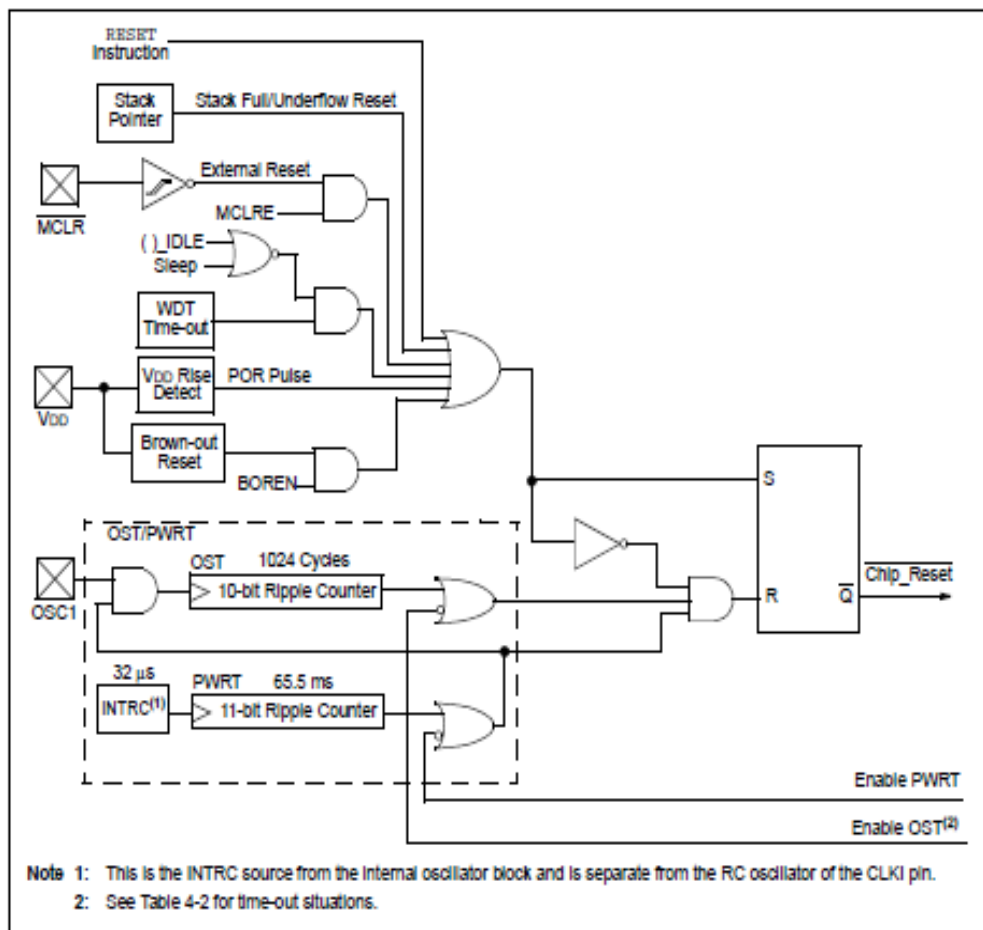 RESET
Instruction
Stack
Pointer
Stack Full/Underflow Reset
External Reset
MCLR
MCLRE
( )_IDLE
Sleep
WDT
Time-out
VDD Rise
Detect
POR Pulse
VDD
Brown-out
Reset
BOREN
S
OST/PWRT
OST 1024 Cycles
10-bit Ripple Counter
OSC1
R
Q
Chip_Reset
32 μs
INTRC(1)
PWRT 65.5 ms
11-bit Ripple Counter
Enable PWRT
Enable OST(2)
Note 1: This is the INTRC source from the internal oscillator block and is separate from the RC oscillator of the CLKI pin.
2: See Table 4-2 for time-out situations.